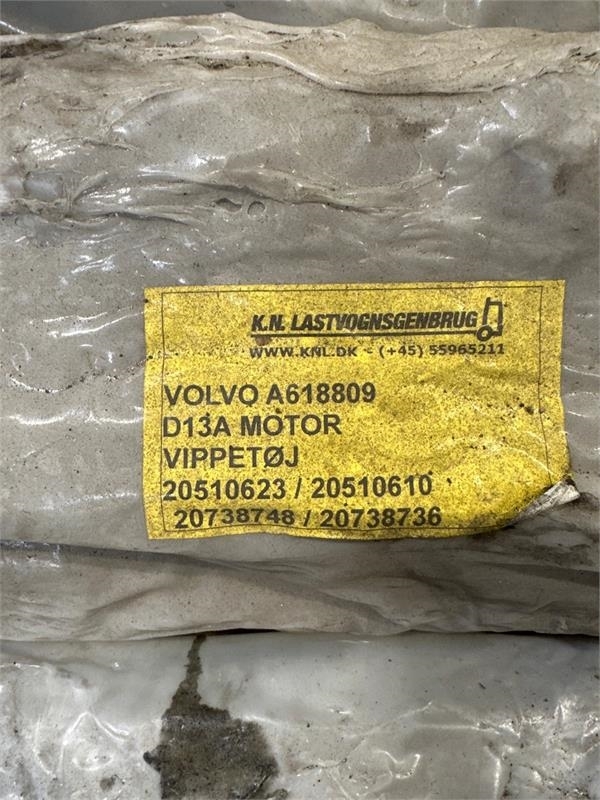 K.N. LASTVOGNSGENBRUG
WWW.KNL.DK - (+45) 55965211
VOLVO A618809
D13A MOTOR
VIPPETØJ
20510623 / 20510610
20738748 / 20738736